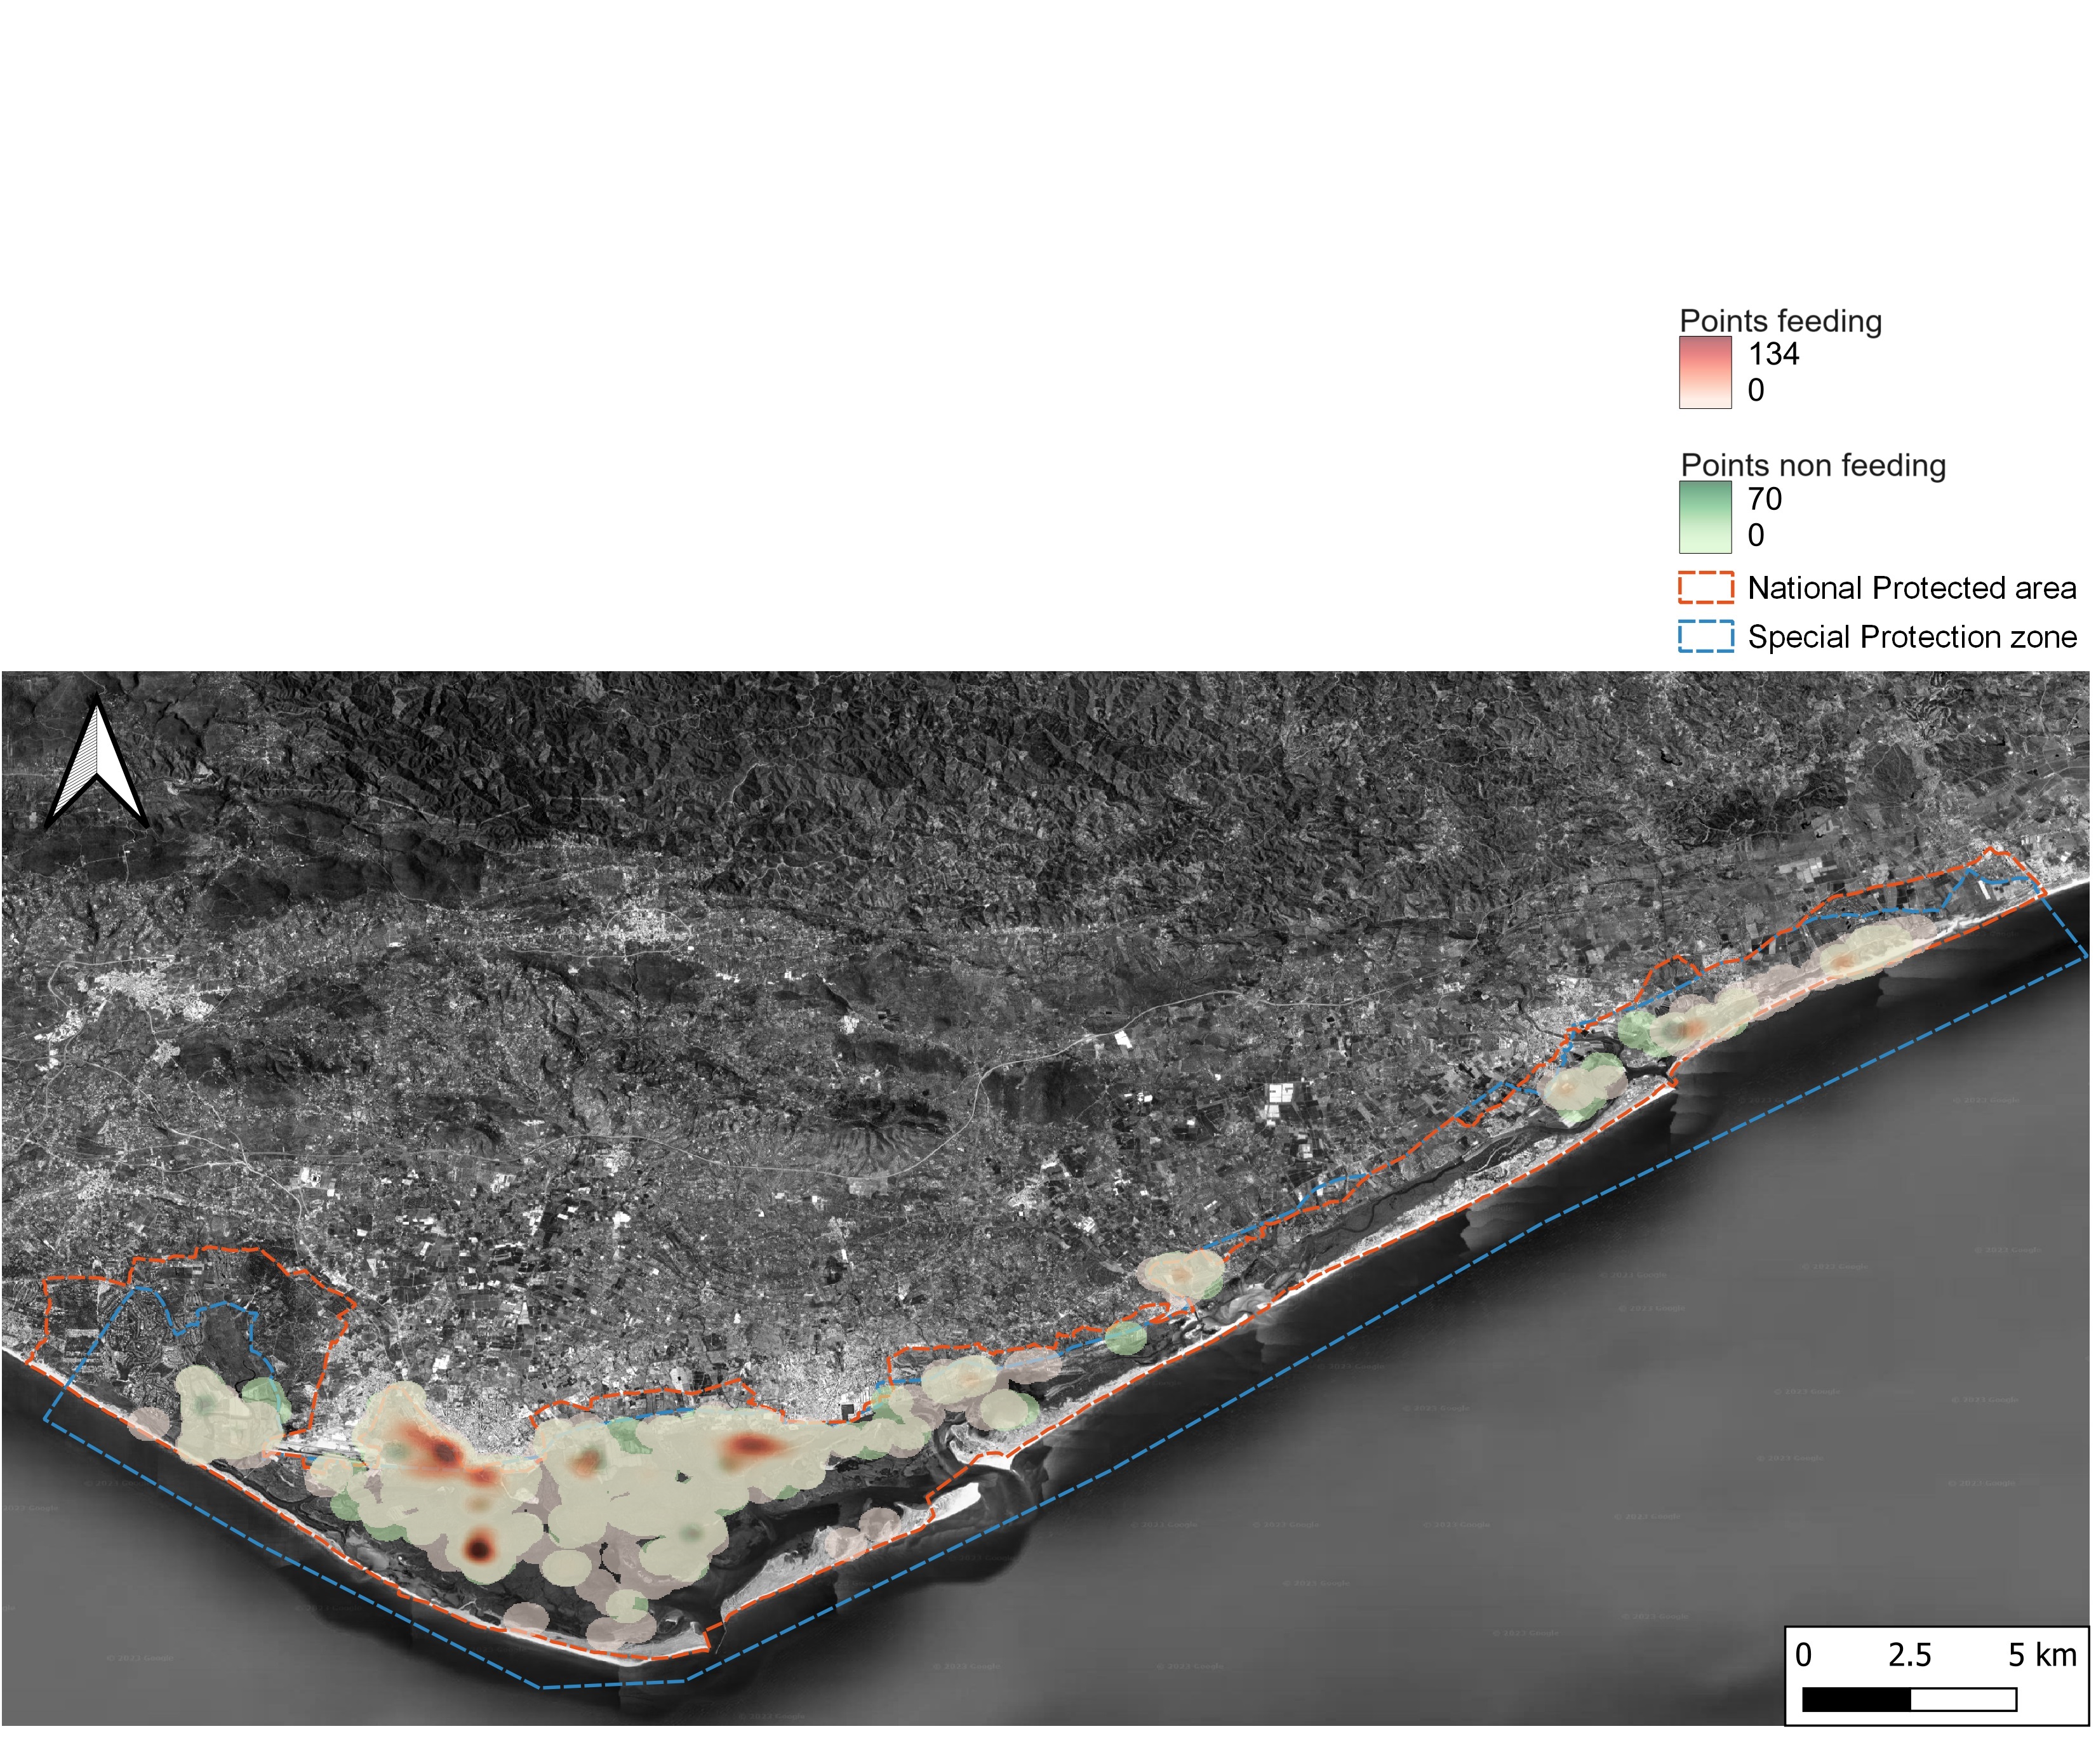 Points feeding
134
0
Points non feeding
70
0
National Protected area
Special Protection zone
0 2.5 5 km